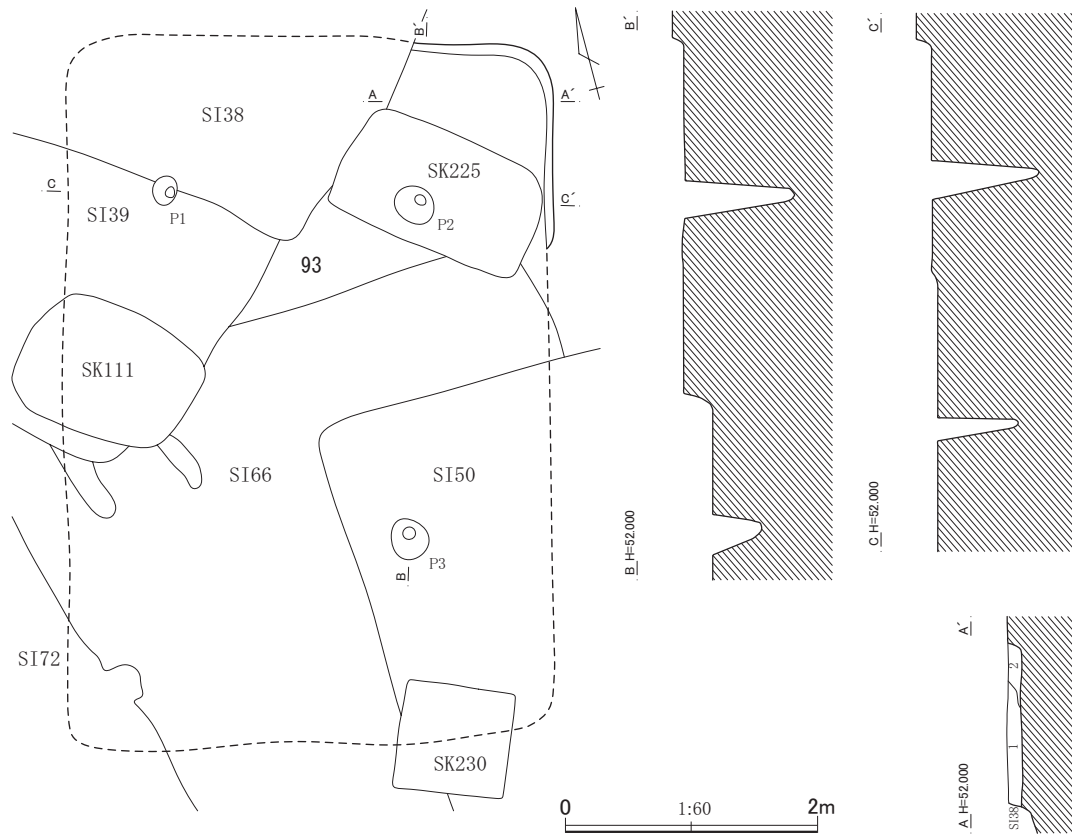 B′
B′
C′
A
A′
SI38
SK225
C
C′
SI39
P1
P2
93
SK111
SI66
SI50
P3
B
B H=52.000
C H=52.000
A′
SI72
2
1
SK230
0
1:60
2m
SI38
A H=52.000